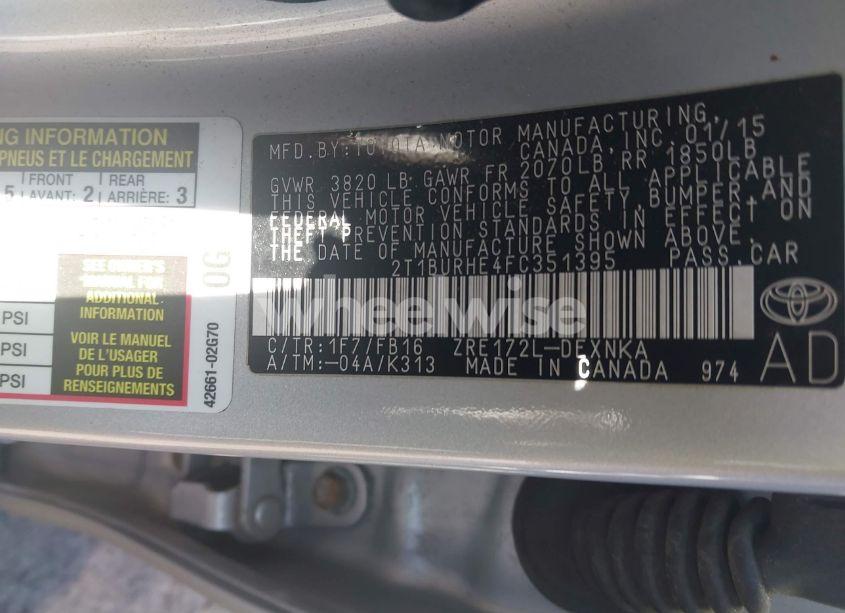 NG INFORMATION
PNEUS ET LE CHARGEMENT
5 FRONT 2 REAR 3
LAVANT: ARRIÈRE:
SEE OWNER'S
MANUAL FOR
ADDITIONAL
INFORMATION
VOIR LE MANUEL
DE L'USAGER
POUR PLUS DE
RENSEIGNEMENTS
PSI
PSI
PSI
0G
42661-02G70
MFD.BY:TOYOTA MOTOR MANUFACTURING,
CANADA, INC. 01/15
GVWR 3820 LB GAWR FR 2070LB RR 1850LB
THIS VEHICLE CONFORMS TO ALL APPLICABLE
FEDERAL MOTOR VEHICLE SAFETY, BUMPER, AND
THEFT PREVENTION STANDARDS IN EFFECT ON
THE DATE OF MANUFACTURE SHOWN ABOVE.
2T1BURHE4FC351395 PASS.CAR
wheelwise
C/TR:1F7/FB16 ZRE172L-DEXNKA
A/TM:-04A/K313 MADE IN CANADA 974
AD